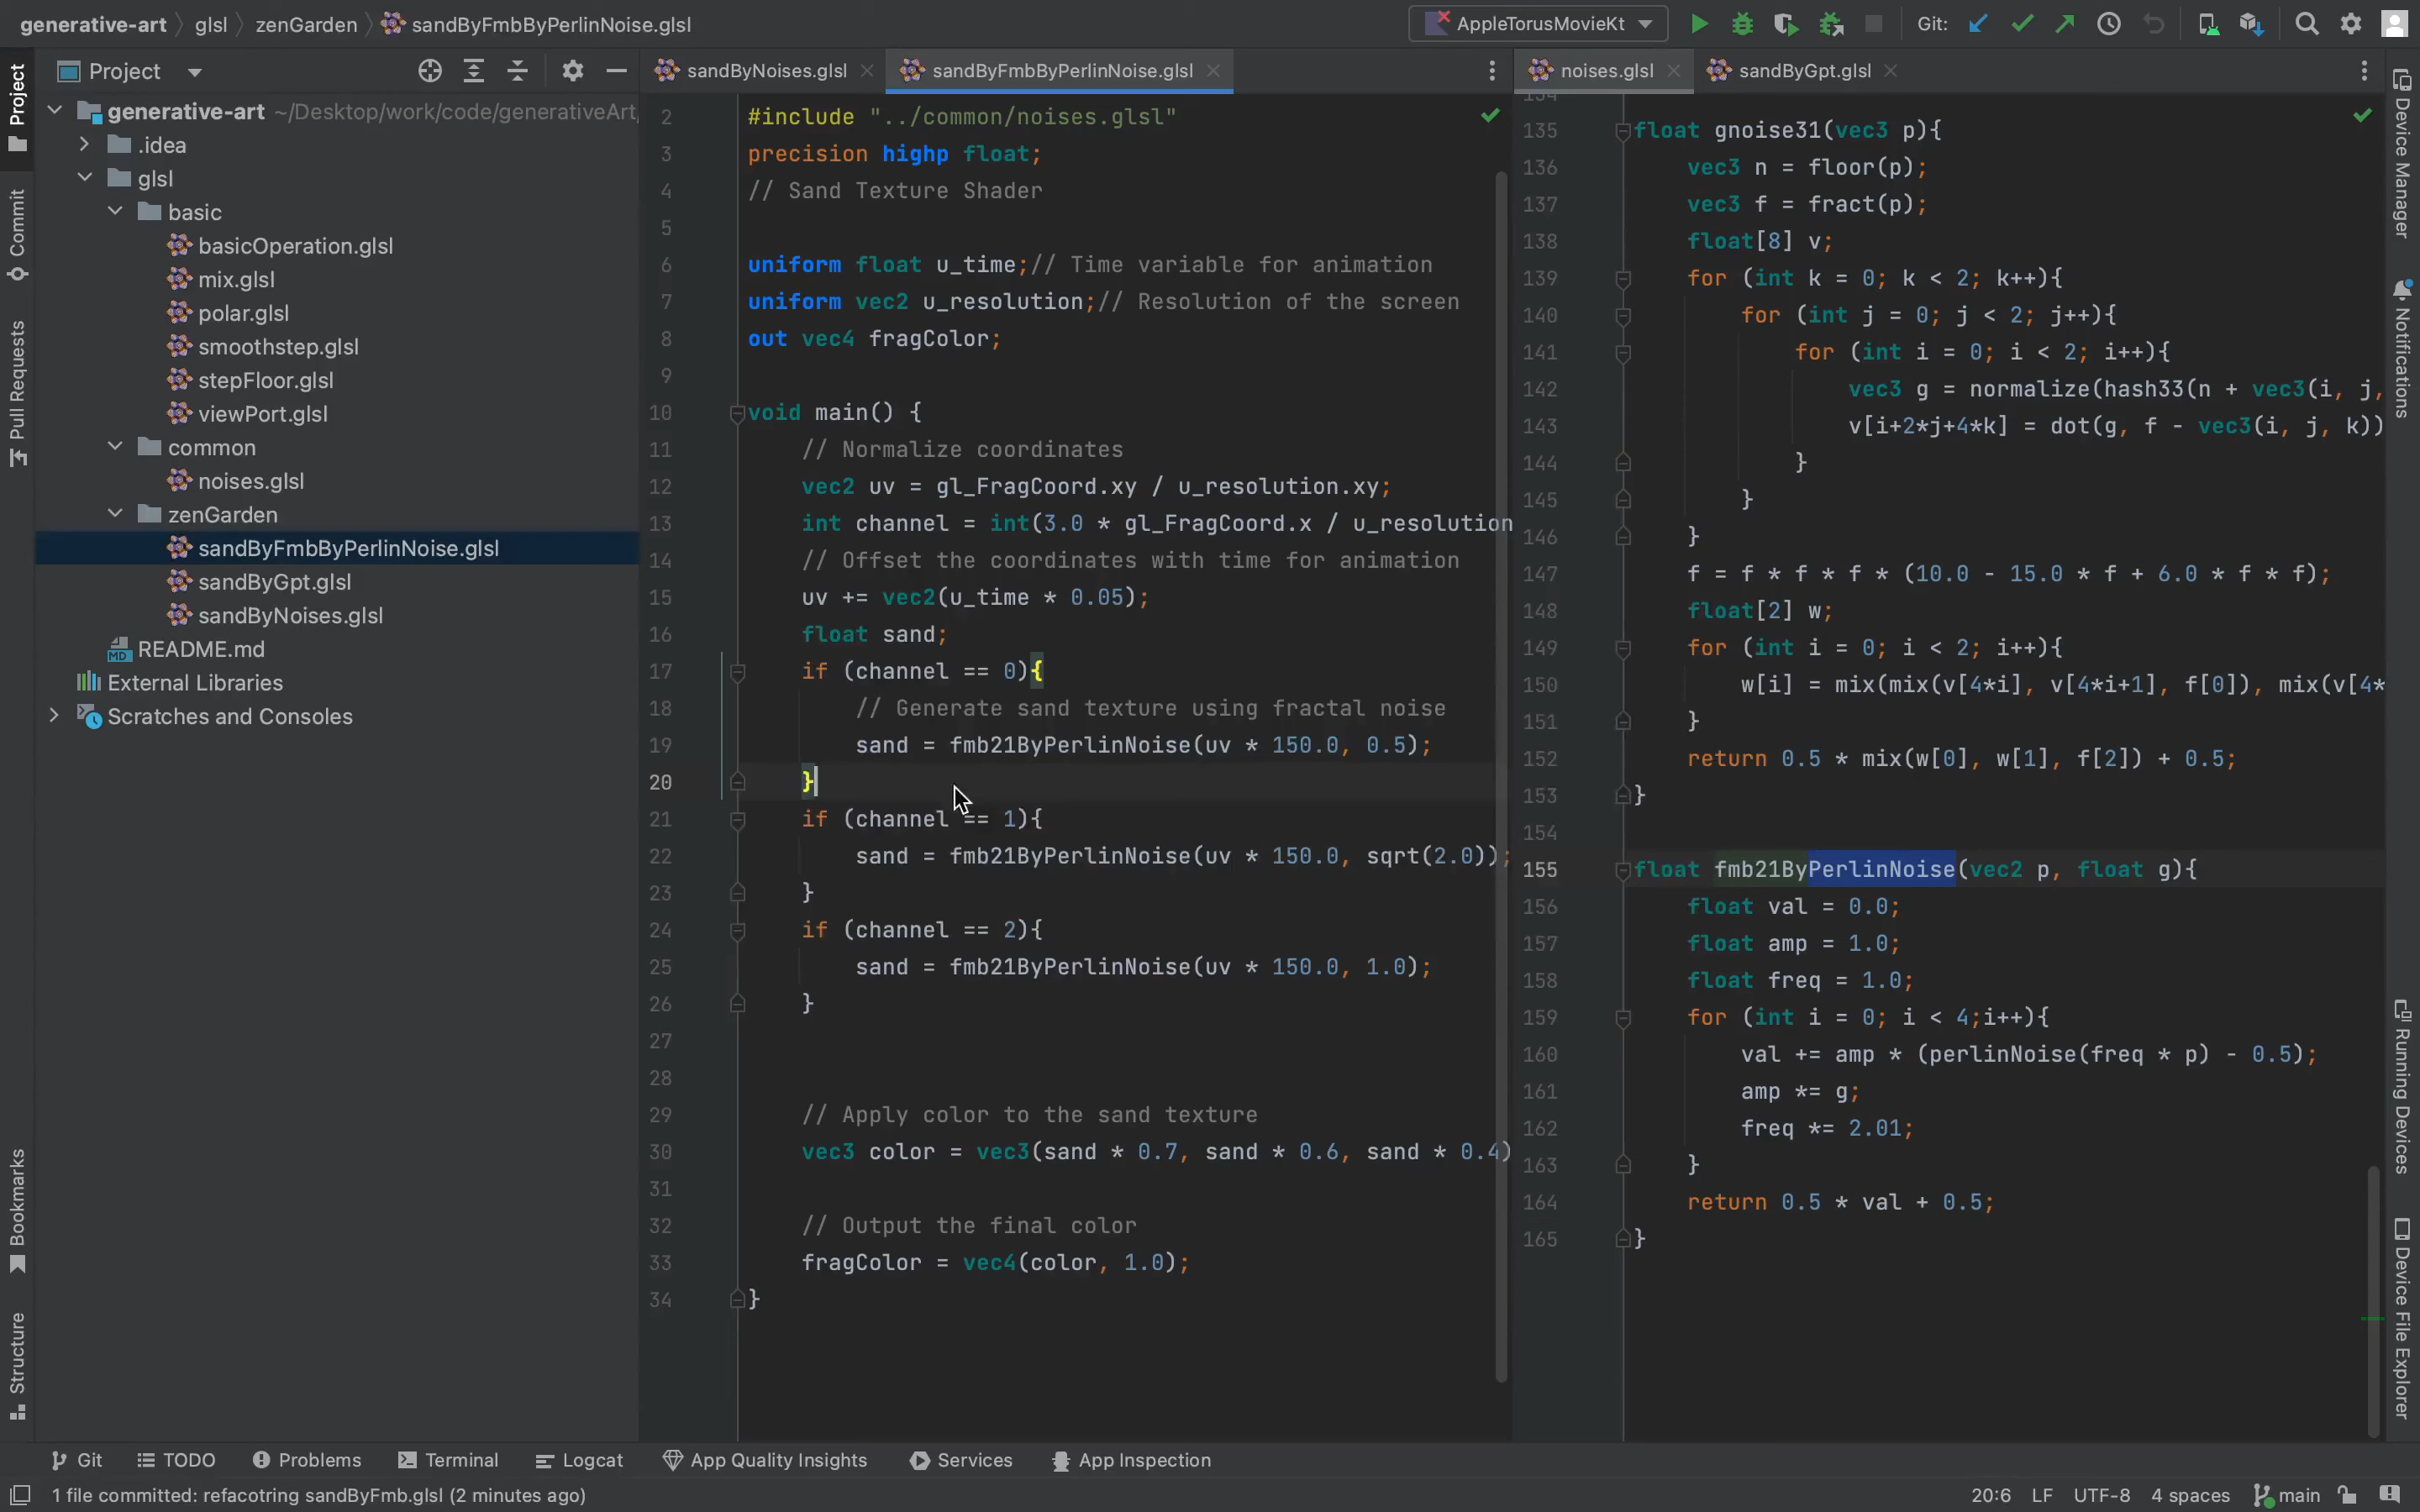 generative-art glsl zenGarden sandByFmbByPerlinNoise.glsl
AppleTorusMovieKt Git:
Project
Commit
Pull Requests
Bookmarks
Structure
Project
generative-art ~/Desktop/work/code/generativeArt
.idea
glsl
basic
basicOperation.glsl
mix.glsl
polar.glsl
smoothstep.glsl
stepFloor.glsl
viewPort.glsl
common
noises.glsl
zenGarden
sandByFmbByPerlinNoise.glsl
sandByGpt.glsl
sandByNoises.glsl
MD README.md
External Libraries
Scratches and Consoles
sandByNoises.glsl sandByFmbByPerlinNoise.glsl
2 #include "../common/noises.glsl"
3 precision highp float;
4 // Sand Texture Shader
5
6 uniform float u_time;// Time variable for animation
7 uniform vec2 u_resolution;// Resolution of the screen
8 out vec4 fragColor;
9
10 void main() {
11 // Normalize coordinates
12 vec2 uv = gl_FragCoord.xy / u_resolution.xy;
13 int channel = int(3.0 * gl_FragCoord.x / u_resolution
14 // Offset the coordinates with time for animation
15 uv += vec2(u_time * 0.05);
16 float sand;
17 if (channel == 0){
18 // Generate sand texture using fractal noise
19 sand = fmb21ByPerlinNoise(uv * 150.0, 0.5);
20 }
21 if (channel == 1){
22 sand = fmb21ByPerlinNoise(uv * 150.0, sqrt(2.0));
23 }
24 if (channel == 2){
25 sand = fmb21ByPerlinNoise(uv * 150.0, 1.0);
26 }
27
28
29 // Apply color to the sand texture
30 vec3 color = vec3(sand * 0.7, sand * 0.6, sand * 0.4)
31
32 // Output the final color
33 fragColor = vec4(color, 1.0);
34 }
noises.glsl sandByGpt.glsl
135 float gnoise31(vec3 p){
136 vec3 n = floor(p);
137 vec3 f = fract(p);
138 float[8] v;
139 for (int k = 0; k < 2; k++){
140 for (int j = 0; j < 2; j++){
141 for (int i = 0; i < 2; i++){
142 vec3 g = normalize(hash33(n + vec3(i, j,
143 v[i+2*j+4*k] = dot(g, f - vec3(i, j, k))
144 }
145 }
146 }
147 f = f * f * f * (10.0 - 15.0 * f + 6.0 * f * f);
148 float[2] w;
149 for (int i = 0; i < 2; i++){
150 w[i] = mix(mix(v[4*i], v[4*i+1], f[0]), mix(v[4*
151 }
152 return 0.5 * mix(w[0], w[1], f[2]) + 0.5;
153 }
154
155 float fmb21ByPerlinNoise(vec2 p, float g){
156 float val = 0.0;
157 float amp = 1.0;
158 float freq = 1.0;
159 for (int i = 0; i < 4;i++){
160 val += amp * (perlinNoise(freq * p) - 0.5);
161 amp *= g;
162 freq *= 2.01;
163 }
164 return 0.5 * val + 0.5;
165 }
Device Manager
Notifications
Running Devices
Device File Explorer
Git TODO Problems Terminal Logcat App Quality Insights Services App Inspection
1 file committed: refacotring sandByFmb.glsl (2 minutes ago) 20:6 LF UTF-8 4 spaces main